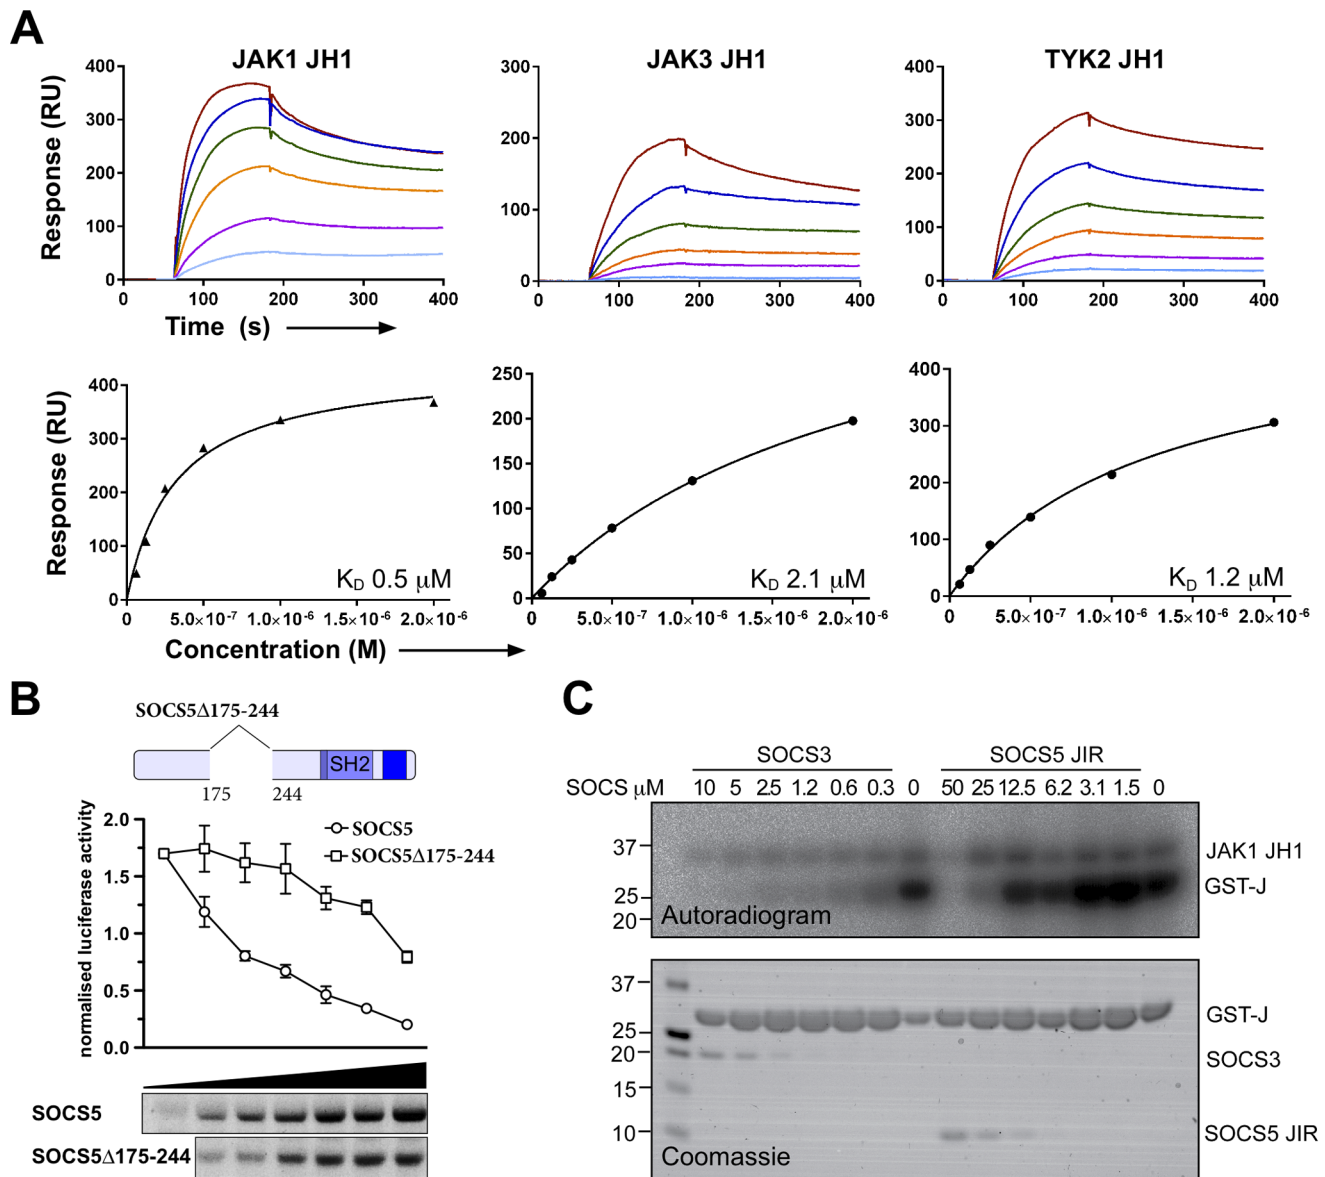 A
JAK1 JH1
JAK3 JH1
TYK2 JH1
Response (RU)
400
300
200
100
0
0 100 200 300 400
300
200
100
0
0 100 200 300 400
400
300
200
100
0
0 100 200 300 400
Time (s)
Response (RU)
400
300
200
100
0
K_D 0.5 μM
0 5.0×10⁻⁷ 1.0×10⁻⁶ 1.5×10⁻⁶ 2.0×10⁻⁶
250
200
150
100
50
0
K_D 2.1 μM
0 5.0×10⁻⁷ 1.0×10⁻⁶ 1.5×10⁻⁶ 2.0×10⁻⁶
400
300
200
100
0
K_D 1.2 μM
0 5.0×10⁻⁷ 1.0×10⁻⁶ 1.5×10⁻⁶ 2.0×10⁻⁶
Concentration (M)
B
SOCS5Δ175-244
SH2
175 244
normalised luciferase activity
2.0
1.5
1.0
0.5
0.0
SOCS5
SOCS5Δ175-244
SOCS5
SOCS5Δ175-244
C
SOCS3 SOCS5 JIR
SOCS μM 10 5 2.5 1.2 0.6 0.3 0 50 25 12.5 6.2 3.1 1.5 0
37
25
20
JAK1 JH1
GST-J
Autoradiogram
37
25
20
15
10
GST-J
SOCS3
SOCS5 JIR
Coomassie